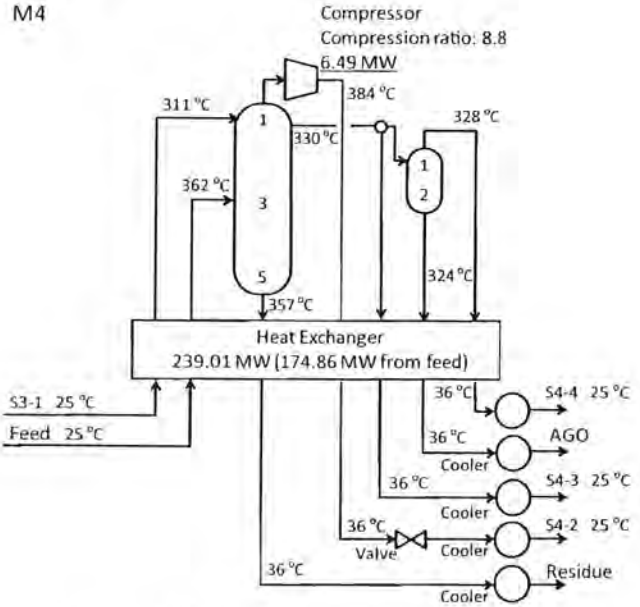 M4
Compressor
Compression ratio: 8.8
6.49 MW
384 °C
311 °C
1
330 °C
328 °C
1
362 °C
2
3
5
324 °C
357 °C
Heat Exchanger
239.01 MW (174.86 MW from feed)
S3-1 25 °C
36 °C
S4-4 25 °C
Feed 25 °C
36 °C
AGO
Cooler
36 °C
S4-3 25 °C
Cooler
36 °C
S4-2 25 °C
Valve
Cooler
36 °C
Residue
Cooler